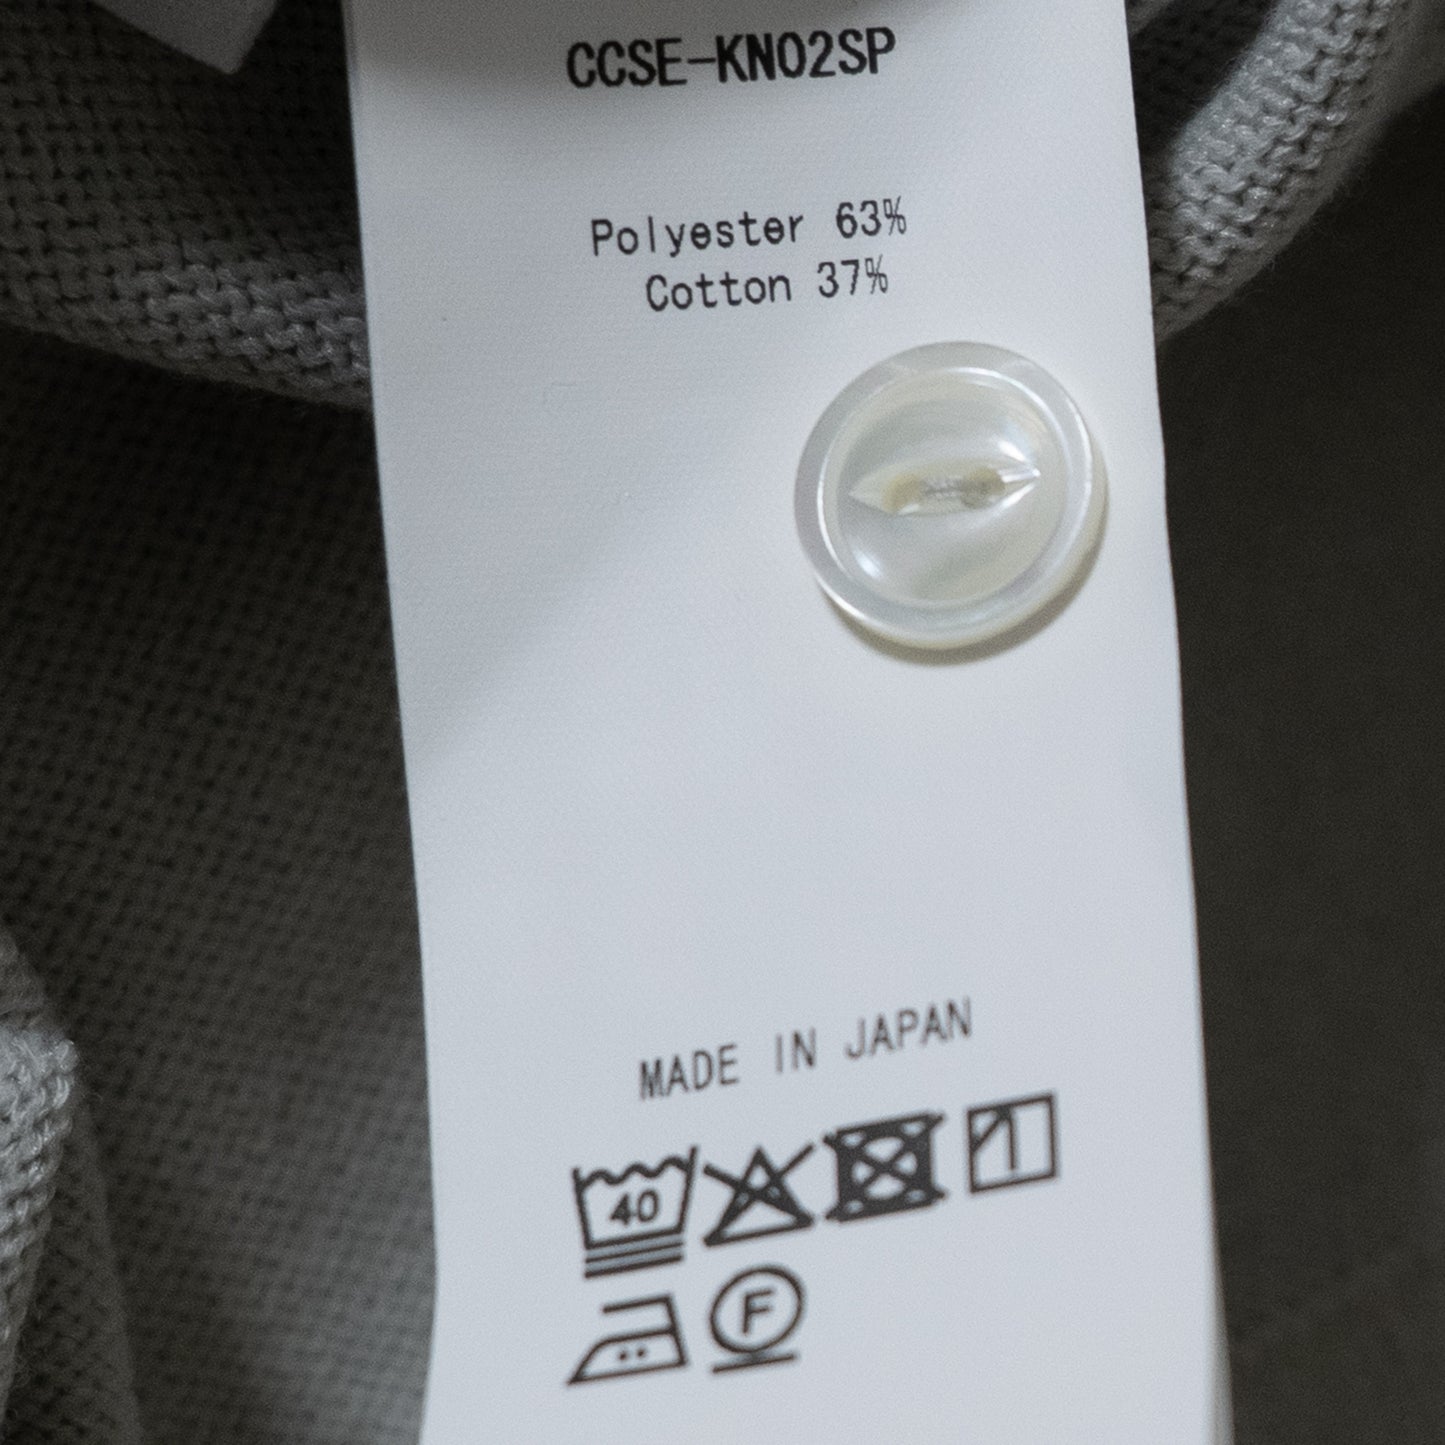 CCSE-KN02SP
Polyester 63%
Cotton 37%
MADE IN JAPAN
40
F